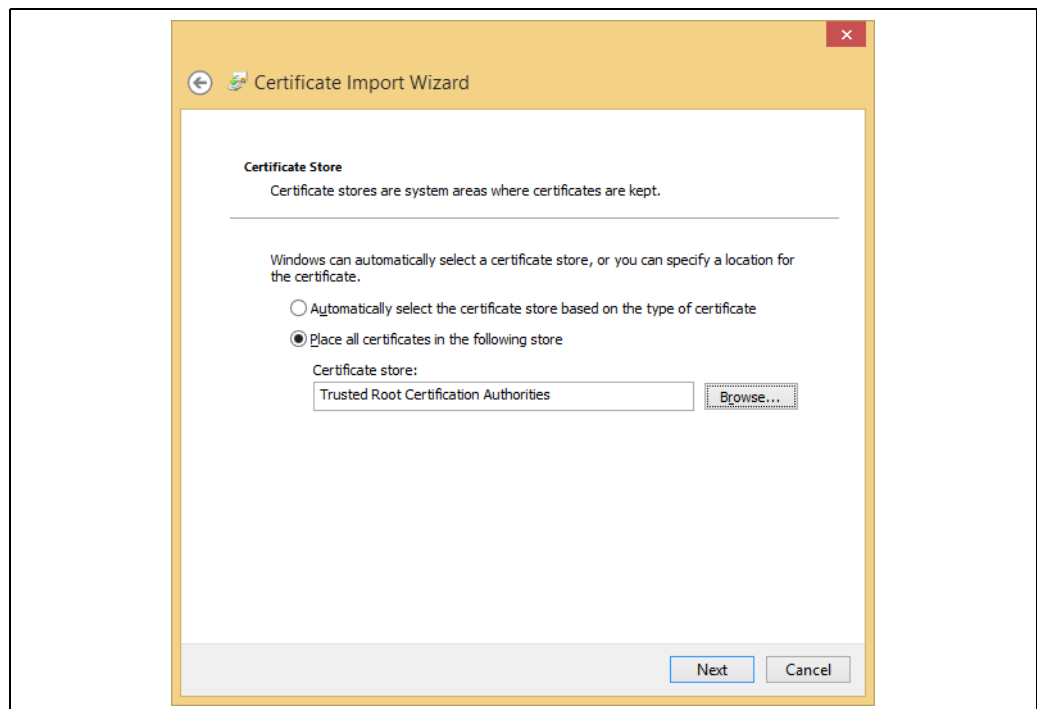 Certificate Import Wizard
Certificate Store
Certificate stores are system areas where certificates are kept.
Windows can automatically select a certificate store, or you can specify a location for
the certificate.
Automatically select the certificate store based on the type of certificate
Place all certificates in the following store
Certificate store:
Trusted Root Certification Authorities
Browse...
Next
Cancel